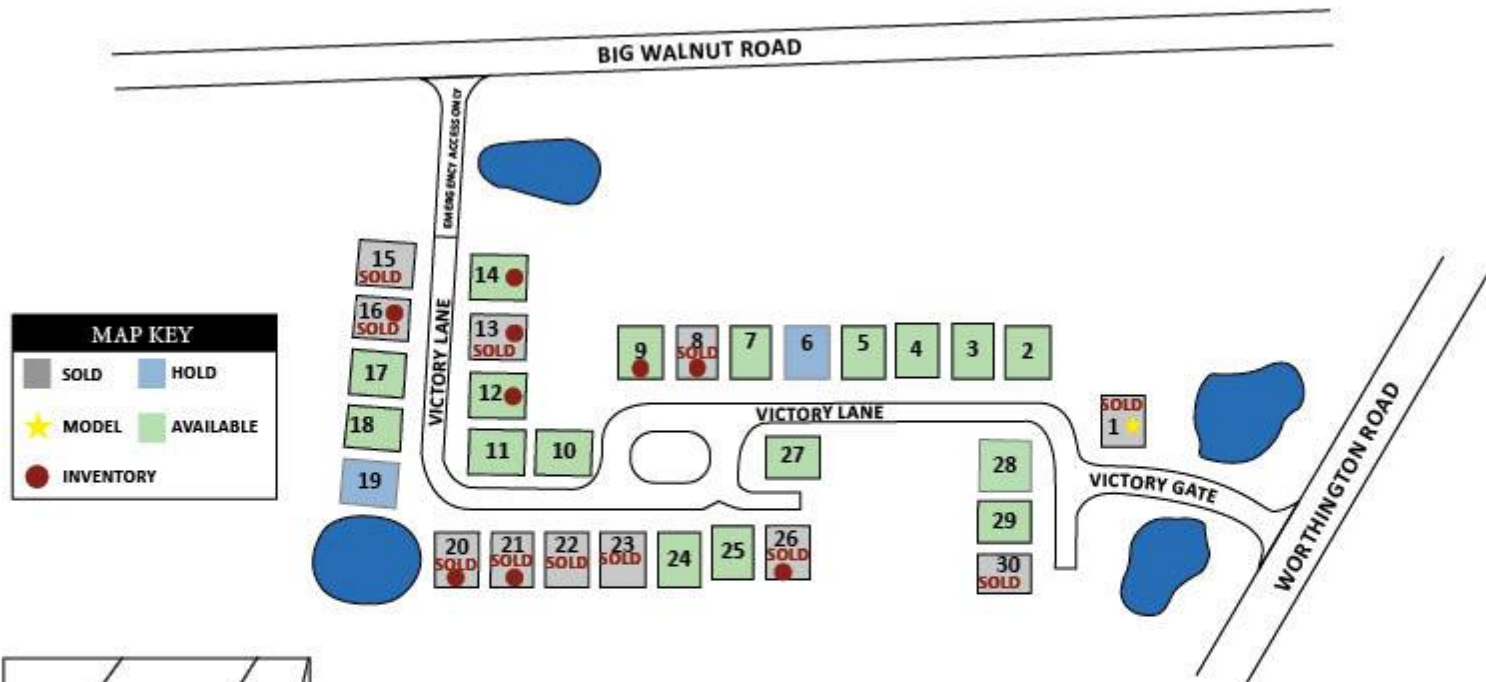 BIG WALNUT ROAD
EMERGENCY ACCESS ONLY
15
SOLD
14
16
SOLD
13
SOLD
VICTORY LANE
MAP KEY
SOLD
HOLD
MODEL
AVAILABLE
INVENTORY
17
12
18
11
10
19
9
8
SOLD
7
6
5
4
3
2
VICTORY LANE
SOLD
1
27
28
VICTORY GATE
WORTHINGTON ROAD
29
30
SOLD
20
SOLD
21
SOLD
22
SOLD
23
SOLD
24
25
26
SOLD